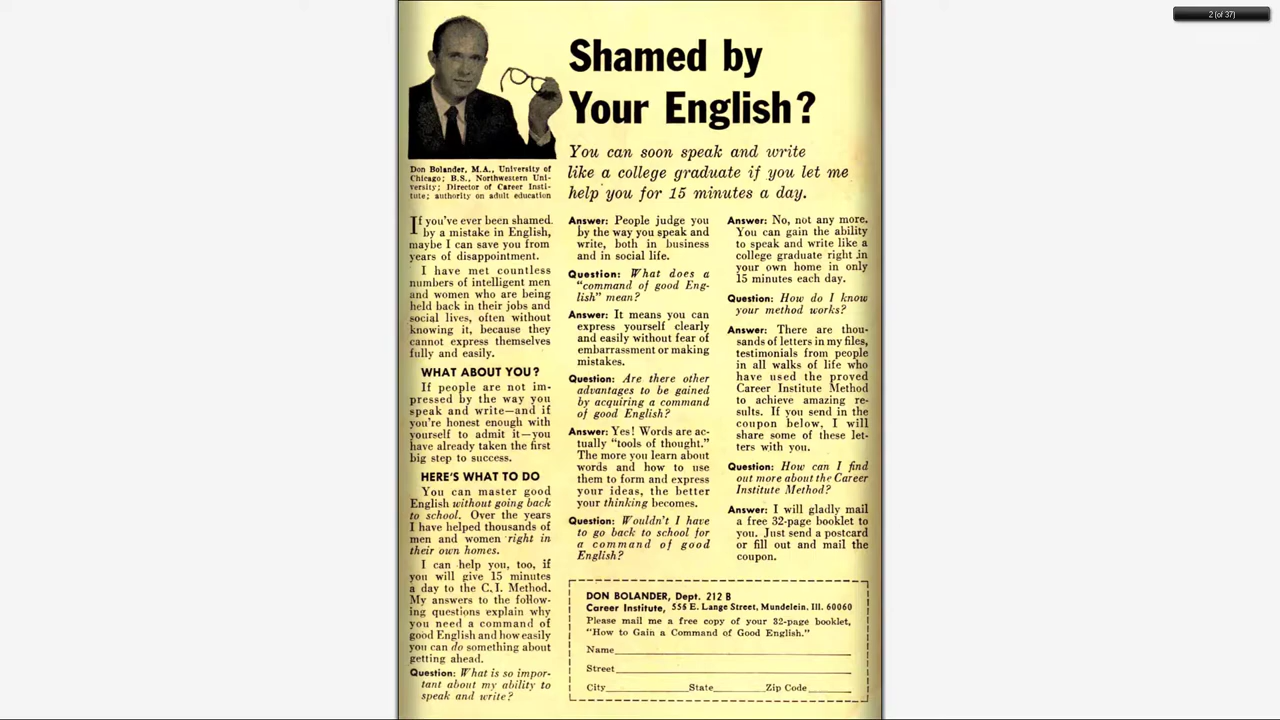 2 (of 37)
Shamed by
Your English?
You can soon speak and write
like a college graduate if you let me
help you for 15 minutes a day.
Don Bolander, M.A., University of
Chicago; B.S., Northwestern Uni-
versity; Director of Career Insti-
tute; authority on adult education
If you've ever been shamed
by a mistake in English,
maybe I can save you from
years of disappointment.
I have met countless
numbers of intelligent men
and women who are being
held back in their jobs and
social lives, often without
knowing it, because they
cannot express themselves
fully and easily.
WHAT ABOUT YOU?
If people are not im-
pressed by the way you
speak and write—and if
you're honest enough with
yourself to admit it—you
have already taken the first
big step to success.
HERE'S WHAT TO DO
You can master good
English without going back
to school. Over the years
I have helped thousands of
men and women right in
their own homes.
I can help you, too, if
you will give 15 minutes
a day to the C.I. Method.
My answers to the follow-
ing questions explain why
you need a command of
good English and how easily
you can do something about
getting ahead.
Question: What is so impor-
tant about my ability to
speak and write?
Answer: People judge you
by the way you speak and
write, both in business
and in social life.
Question: What does a
"command of good Eng-
lish" mean?
Answer: It means you can
express yourself clearly
and easily without fear of
embarrassment or making
mistakes.
Question: Are there other
advantages to be gained
by acquiring a command
of good English?
Answer: Yes! Words are ac-
tually "tools of thought."
The more you learn about
words and how to use
them to form and express
your ideas, the better
your thinking becomes.
Question: Wouldn't I have
to go back to school for
a command of good
English?
Answer: No, not any more.
You can gain the ability
to speak and write like a
college graduate right in
your own home in only
15 minutes each day.
Question: How do I know
your method works?
Answer: There are thou-
sands of letters in my files,
testimonials from people
in all walks of life who
have used the proved
Career Institute Method
to achieve amazing re-
sults. If you send in the
coupon below, I will
share some of these let-
ters with you.
Question: How can I find
out more about the Career
Institute Method?
Answer: I will gladly mail
a free 32-page booklet to
you. Just send a postcard
or fill out and mail the
coupon.
DON BOLANDER, Dept. 212 B
Career Institute, 556 E. Lange Street, Mundelein, Ill. 60060
Please mail me a free copy of your 32-page booklet,
"How to Gain a Command of Good English."
Name
Street
City State Zip Code